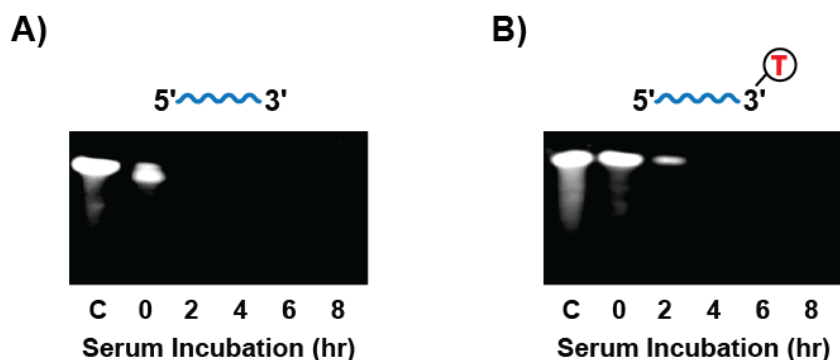 A)
5' 3'
C 0 2 4 6 8
Serum Incubation (hr)
B)
T
5' 3'
C 0 2 4 6 8
Serum Incubation (hr)